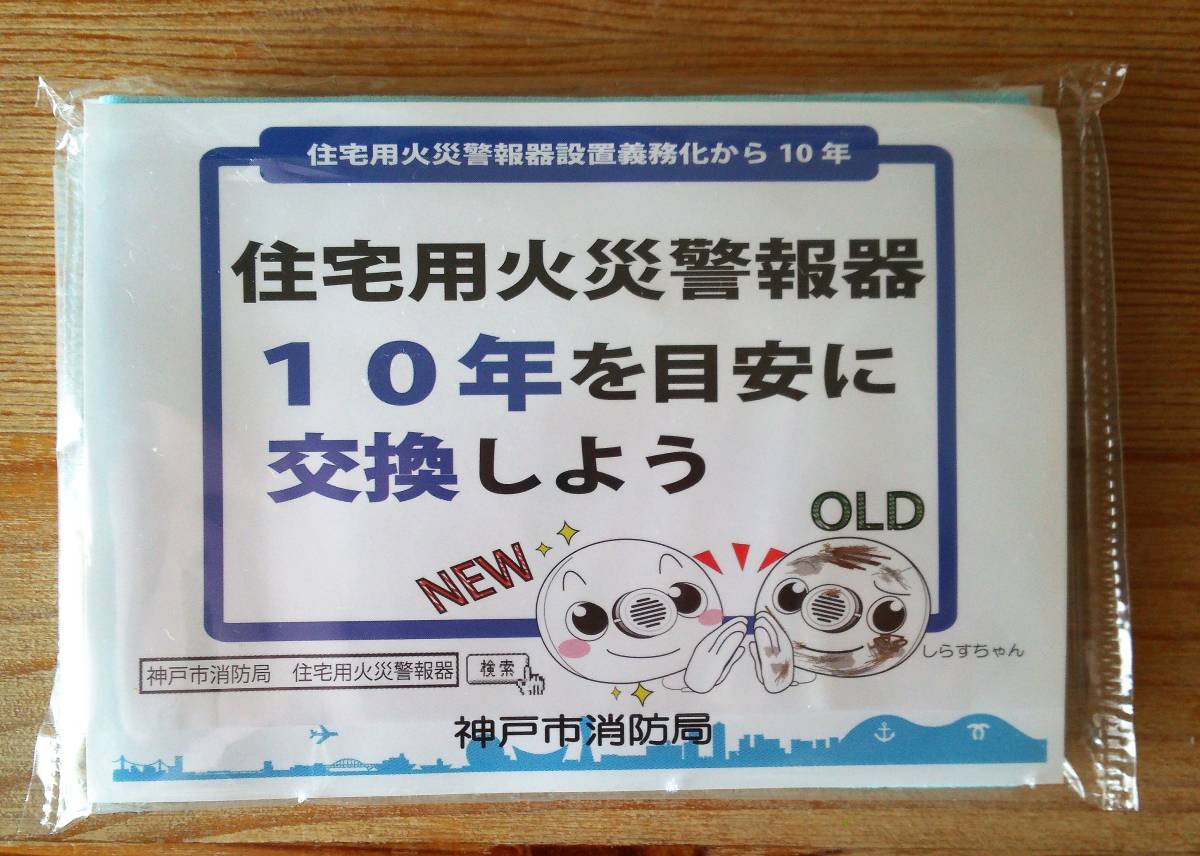 住宅用火災警報器設置義務化から10年
住宅用火災警報器
１０年を目安に
交換しよう
OLD
NEW
しらすちゃん
神戸市消防局　住宅用火災警報器 検索
神戸市消防局